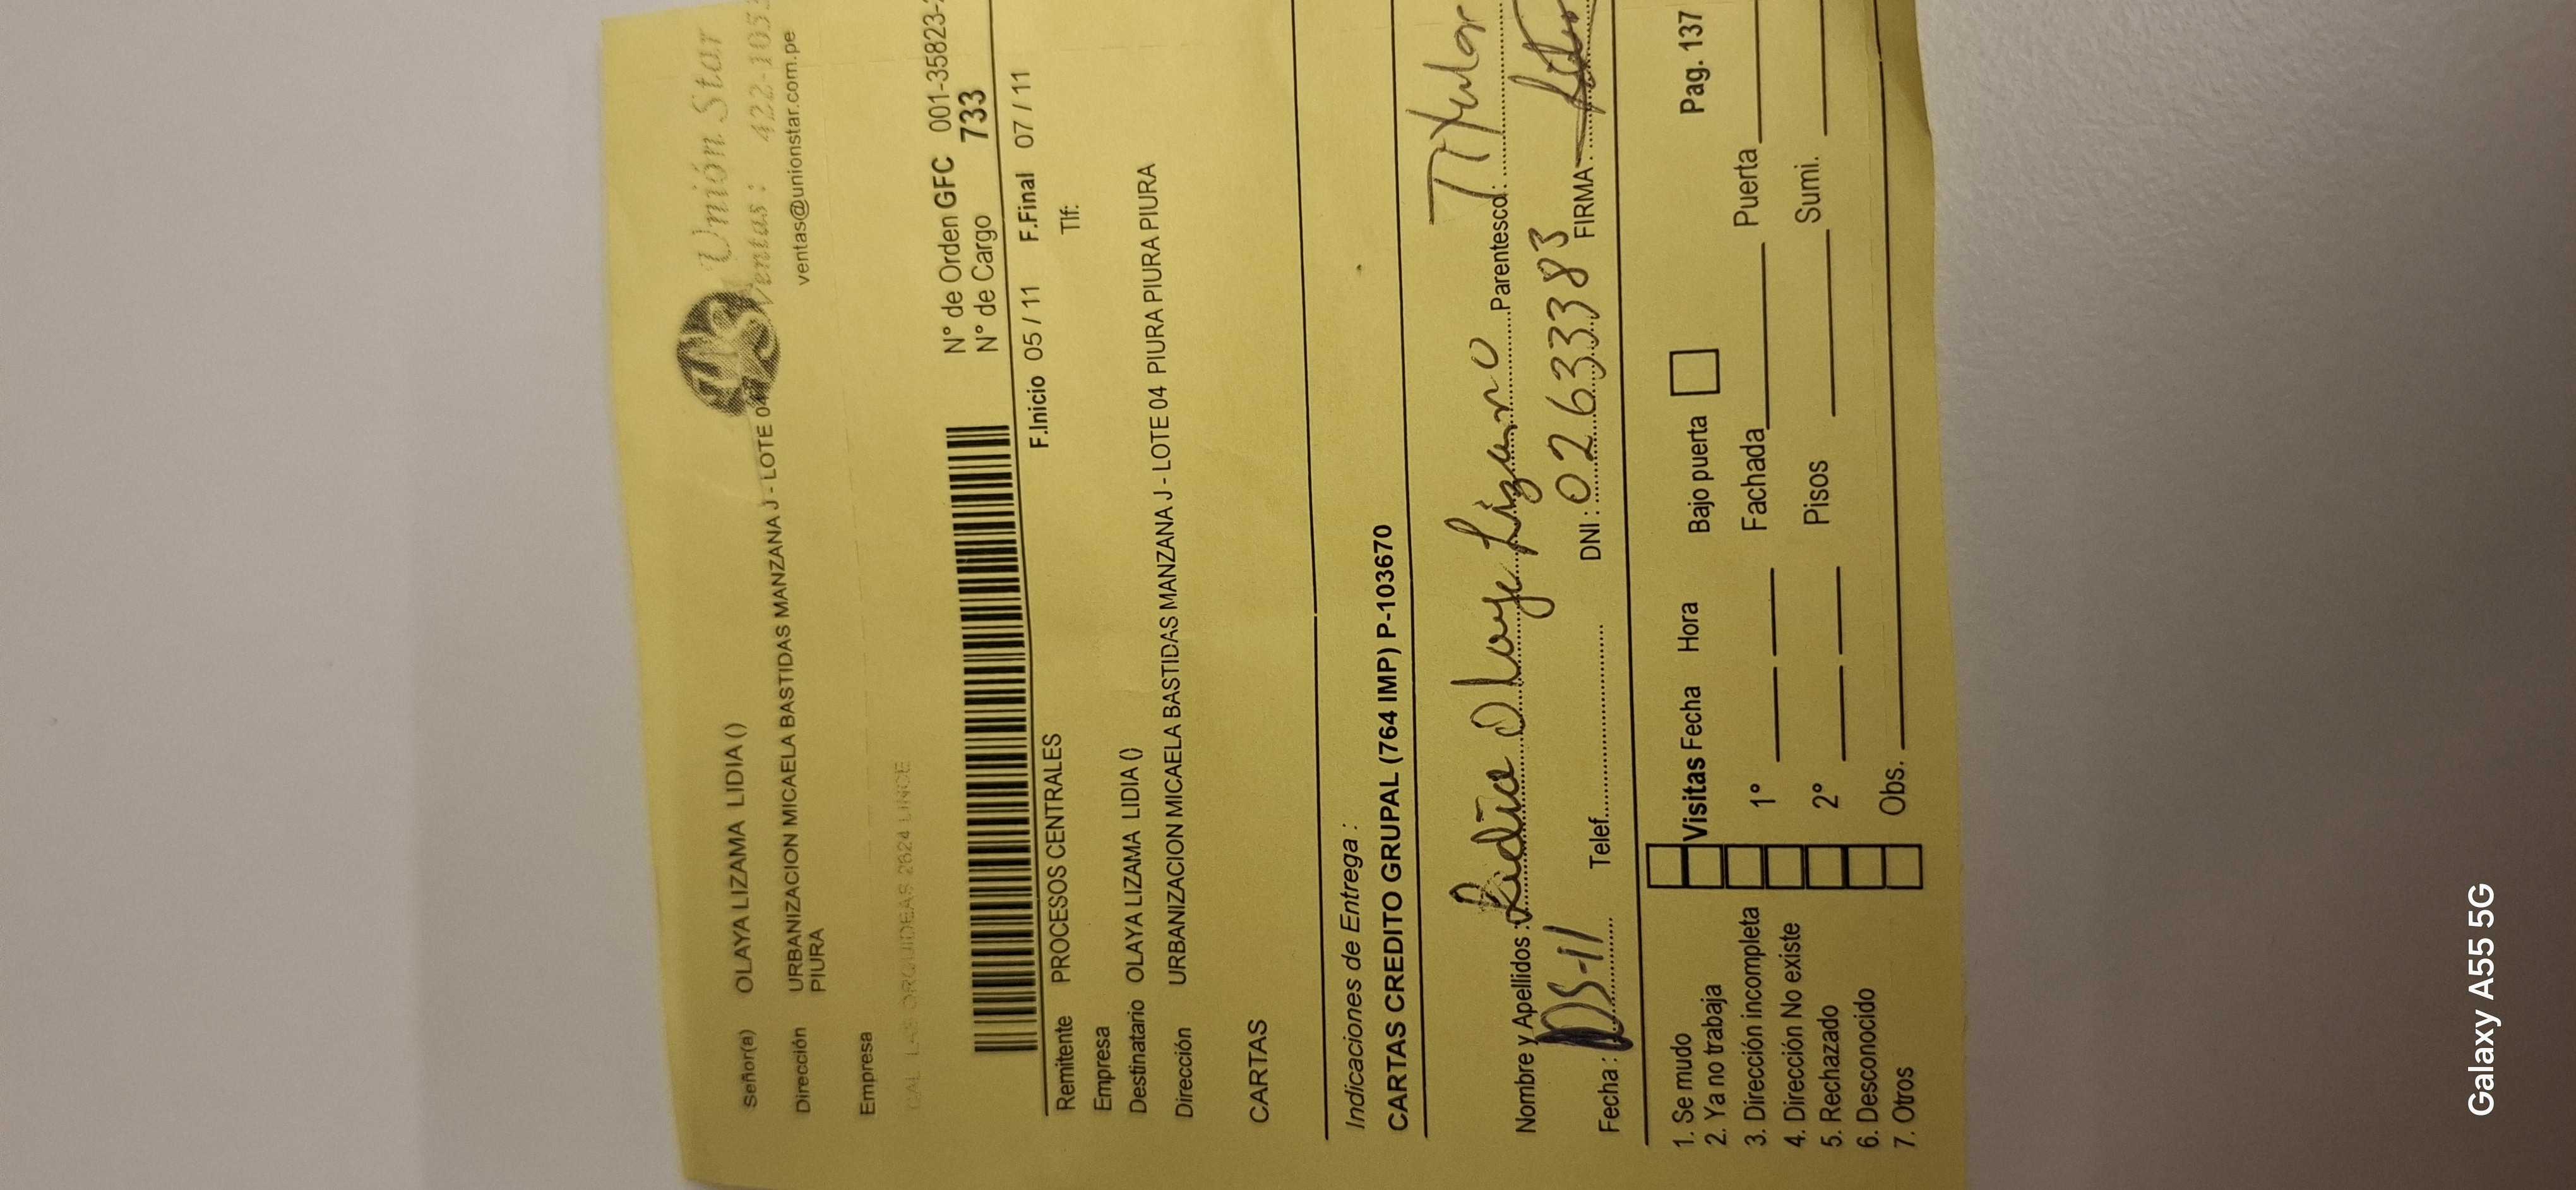 Unión Star
Ventas: 422-105
ventas@unionstar.com.pe
Señor(a) OLAYA LIZAMA LIDIA ()
Dirección URBANIZACION MICAELA BASTIDAS MANZANA J - LOTE 04
PIURA
Empresa
CAL LAS ORQUIDEAS 2624 LINCE
N° de Orden GFC 001-35823-
N° de Cargo 733
F.Inicio 05 / 11 F.Final 07 / 11
Remitente PROCESOS CENTRALES Tlf:
Empresa
Destinatario OLAYA LIZAMA LIDIA ()
Dirección URBANIZACION MICAELA BASTIDAS MANZANA J - LOTE 04 PIURA PIURA PIURA
CARTAS
Indicaciones de Entrega :
CARTAS CREDITO GRUPAL (764 IMP) P-103670
Nombre y Apellidos : Lidia Olaya Parentesco: Titular
Fecha : 05-11 Telef. DNI : 02633383 FIRMA
1. Se mudo
2. Ya no trabaja
3. Dirección incompleta
4. Dirección No existe
5. Rechazado
6. Desconocido
7. Otros
Visitas Fecha Hora Bajo puerta Pag. 137
1° Fachada Puerta
2° Pisos Sumi.
Obs.
Galaxy A55 5G